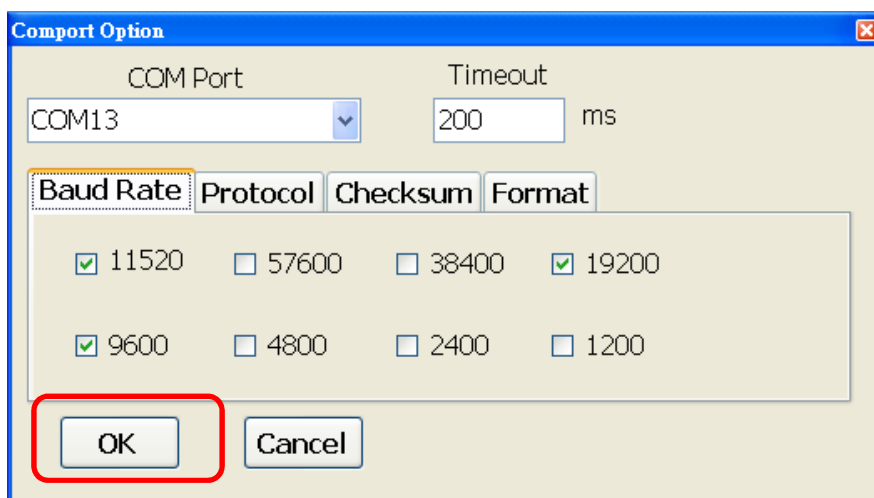 Comport Option
COM Port Timeout
COM13 200 ms
Baud Rate Protocol Checksum Format
11520 57600 38400 19200
9600 4800 2400 1200
OK Cancel